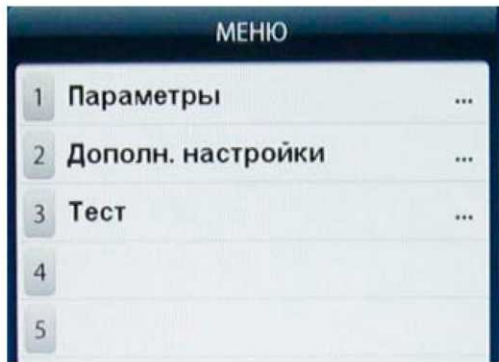 МЕНЮ
1 Параметры ...
2 Дополн. настройки ...
3 Тест ...
4
5